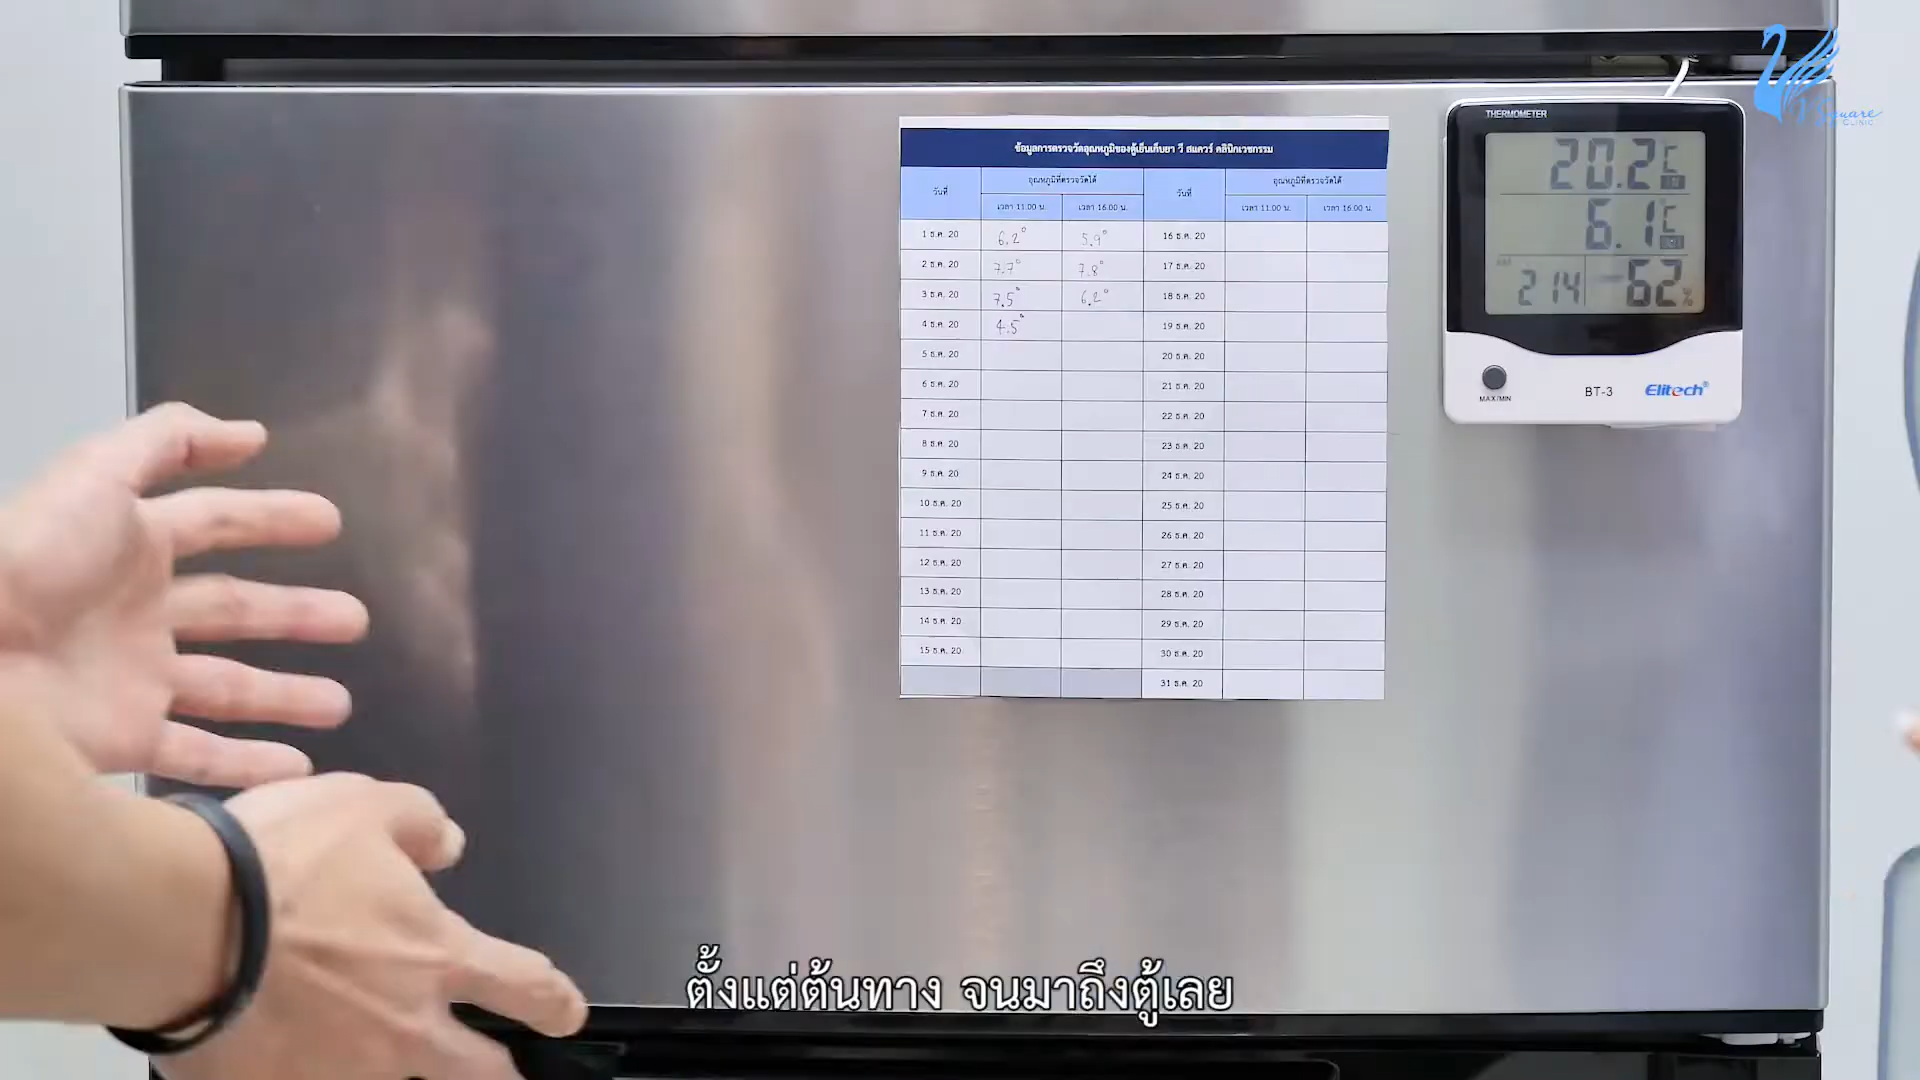 V Square
CLINIC
THERMOMETER
20.2°C
IN
6.1°C
OUT
AM 2 14 62%
MAX/MIN
BT-3 Elitech®
ข้อมูลการตรวจวัดอุณหภูมิของตู้เย็นเก็บยา วี สแควร์ คลินิกเวชกรรม
วันที่ อุณหภูมิที่ตรวจวัดได้ วันที่ อุณหภูมิที่ตรวจวัดได้
เวลา 11.00 น. เวลา 16.00 น. เวลา 11.00 น. เวลา 16.00 น.
1 ธ.ค. 20 6.2° 5.9° 16 ธ.ค. 20
2 ธ.ค. 20 7.7° 7.8° 17 ธ.ค. 20
3 ธ.ค. 20 7.5° 6.2° 18 ธ.ค. 20
4 ธ.ค. 20 4.5° 19 ธ.ค. 20
5 ธ.ค. 20 20 ธ.ค. 20
6 ธ.ค. 20 21 ธ.ค. 20
7 ธ.ค. 20 22 ธ.ค. 20
8 ธ.ค. 20 23 ธ.ค. 20
9 ธ.ค. 20 24 ธ.ค. 20
10 ธ.ค. 20 25 ธ.ค. 20
11 ธ.ค. 20 26 ธ.ค. 20
12 ธ.ค. 20 27 ธ.ค. 20
13 ธ.ค. 20 28 ธ.ค. 20
14 ธ.ค. 20 29 ธ.ค. 20
15 ธ.ค. 20 30 ธ.ค. 20
31 ธ.ค. 20
ตั้งแต่ต้นทาง จนมาถึงตู้เลย